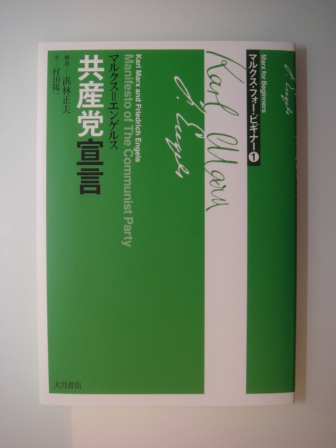 Marx for Beginners
マルクス・フォー・ビギナー❶
Karl Marx
F. Engels
Karl Marx and Friedrich Engels
Manifesto of The Communist Party
マルクス=エンゲルス
共産党宣言
解説─浜林正夫
訳─村田陽一
大月書店
F. Engels